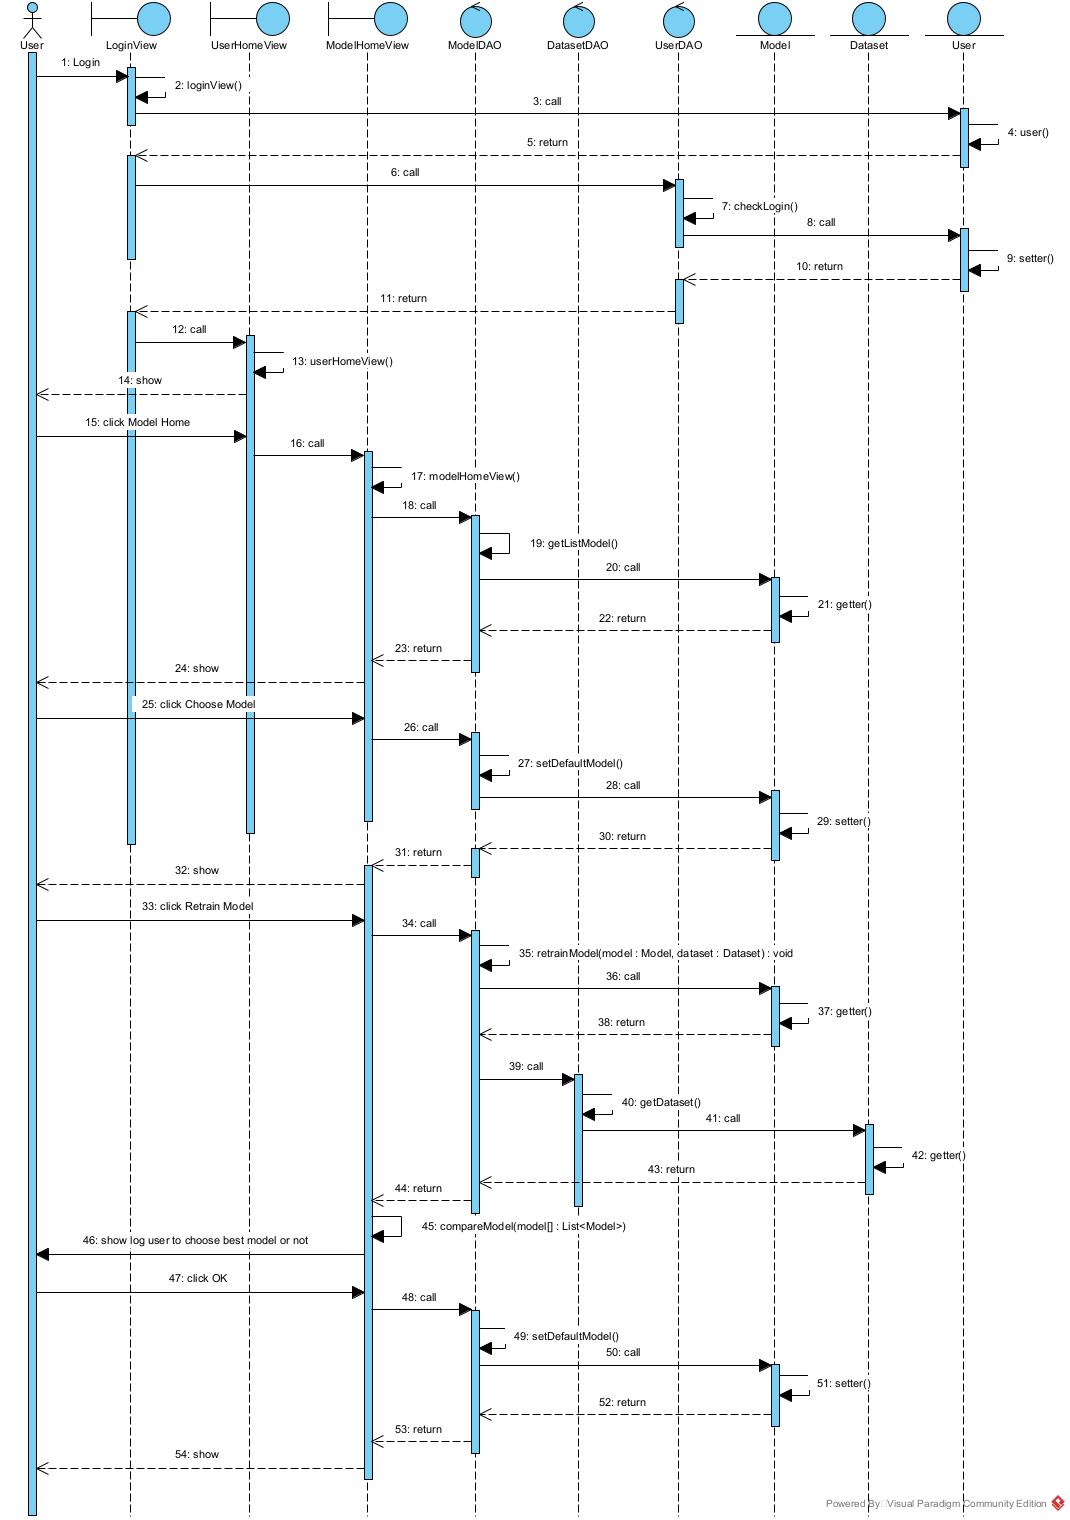 User
LoginView
UserHomeView
ModelHomeView
ModelDAO
DatasetDAO
UserDAO
Model
Dataset
User
1: Login
2: loginView()
3: call
4: user()
5: return
6: call
7: checkLogin()
8: call
9: setter()
10: return
11: return
12: call
13: userHomeView()
14: show
15: click Model Home
16: call
17: modelHomeView()
18: call
19: getListModel()
20: call
21: getter()
22: return
23: return
24: show
25: click Choose Model
26: call
27: setDefaultModel()
28: call
29: setter()
30: return
31: return
32: show
33: click Retrain Model
34: call
35: retrainModel(model : Model, dataset : Dataset) : void
36: call
37: getter()
38: return
39: call
40: getDataset()
41: call
42: getter()
43: return
44: return
45: compareModel(model[] : List<Model>)
46: show log user to choose best model or not
47: click OK
48: call
49: setDefaultModel()
50: call
51: setter()
52: return
53: return
54: show
Powered By Visual Paradigm Community Edition